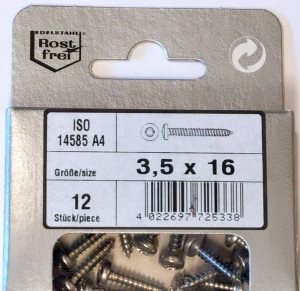 EDELSTAHL
Rost
frei
ISO
14585 A4
Größe/size
3,5 x 16
12
Stück/piece
4 022697 725338